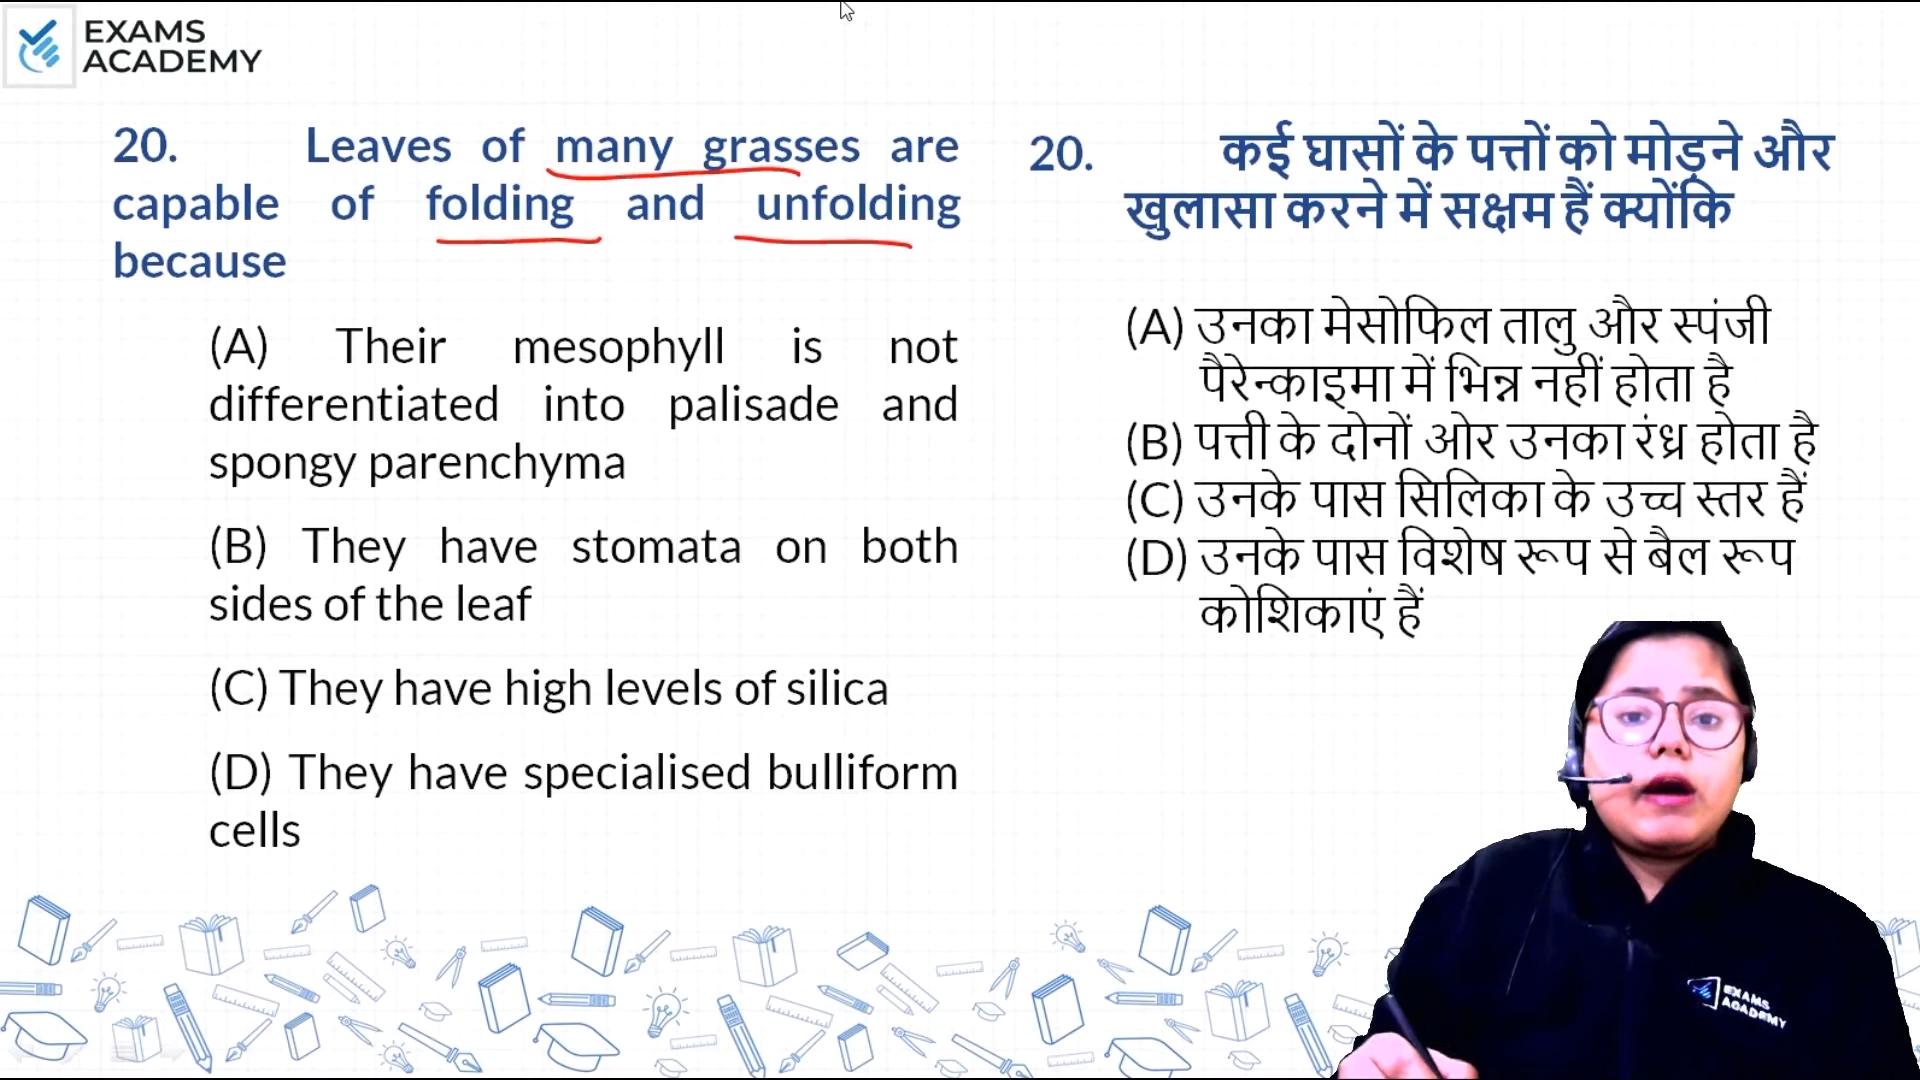 EXAMS
ACADEMY
20. Leaves of many grasses are
capable of folding and unfolding
because
(A) Their mesophyll is not
differentiated into palisade and
spongy parenchyma
(B) They have stomata on both
sides of the leaf
(C) They have high levels of silica
(D) They have specialised bulliform
cells
20. कई घासों के पत्तों को मोड़ने और
खुलासा करने में सक्षम हैं क्योंकि
(A) उनका मेसोफिल तालु और स्पंजी
पैरेन्काइमा में भिन्न नहीं होता है
(B) पत्ती के दोनों ओर उनका रंध्र होता है
(C) उनके पास सिलिका के उच्च स्तर हैं
(D) उनके पास विशेष रूप से बैल रूप
कोशिकाएं हैं
EXAMS
ACADEMY